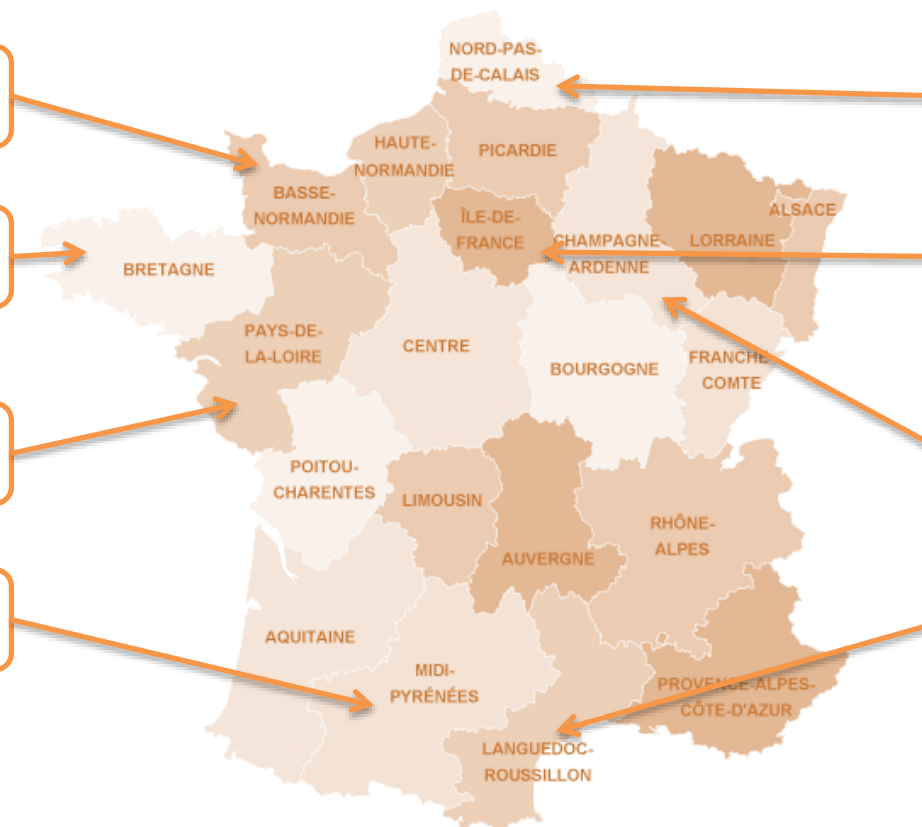 NORD-PAS-
DE-CALAIS
HAUTE-
NORMANDIE
PICARDIE
BASSE-
NORMANDIE
ÎLE-DE-
FRANCE
CHAMPAGNE-
ARDENNE
LORRAINE
ALSACE
BRETAGNE
PAYS-DE-
LA-LOIRE
CENTRE
BOURGOGNE
FRANCHE-
COMTE
POITOU-
CHARENTES
LIMOUSIN
AUVERGNE
RHÔNE-
ALPES
AQUITAINE
MIDI-
PYRÉNÉES
PROVENCE-ALPES-
CÔTE-D'AZUR
LANGUEDOC-
ROUSSILLON